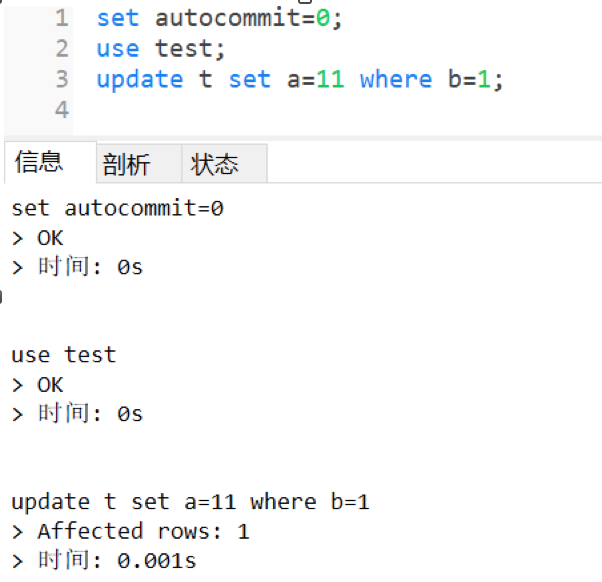 1 set autocommit=0;
2 use test;
3 update t set a=11 where b=1;
4
信息 剖析 状态
set autocommit=0
> OK
> 时间: 0s
use test
> OK
> 时间: 0s
update t set a=11 where b=1
> Affected rows: 1
> 时间: 0.001s